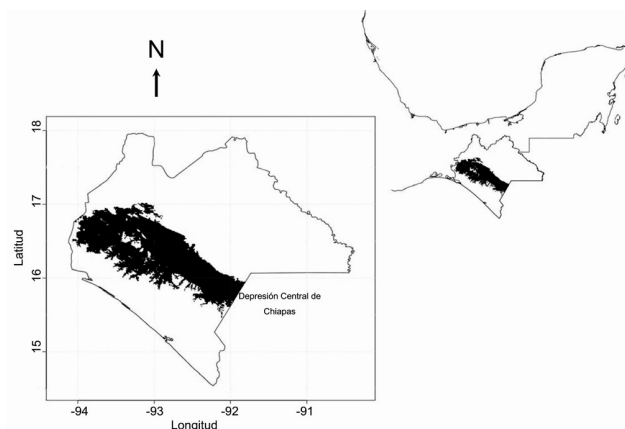 N
18
17
16
15
Latitud
Depresión Central de
Chiapas
-94 -93 -92 -91
Longitud